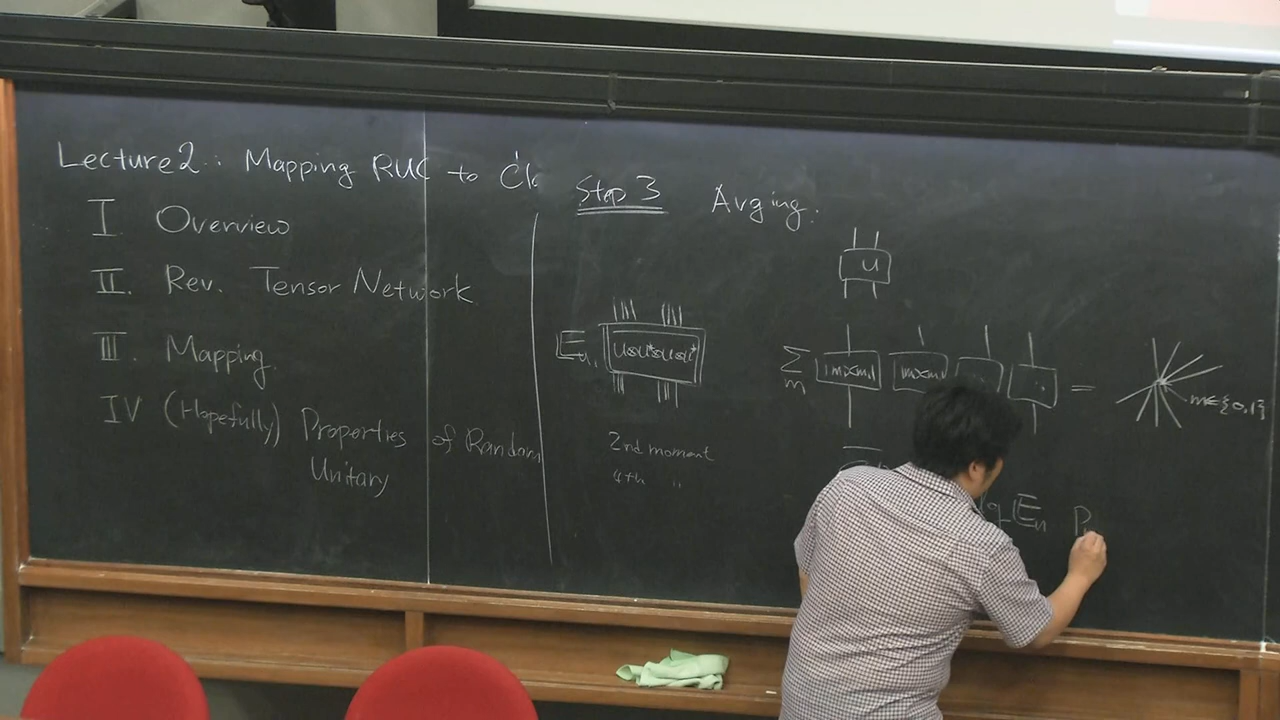 Lecture 2: Mapping RUC to Cl
I Overview
II. Rev. Tensor Network
III. Mapping
IV (Hopefully) Properties of Random
Unitary
Step 3 Avging:
U
E U⊗U*⊗U⊗U*
2nd moment
4th "
∑ m |m><m| |m><m| =
m∈{0,1}
E P